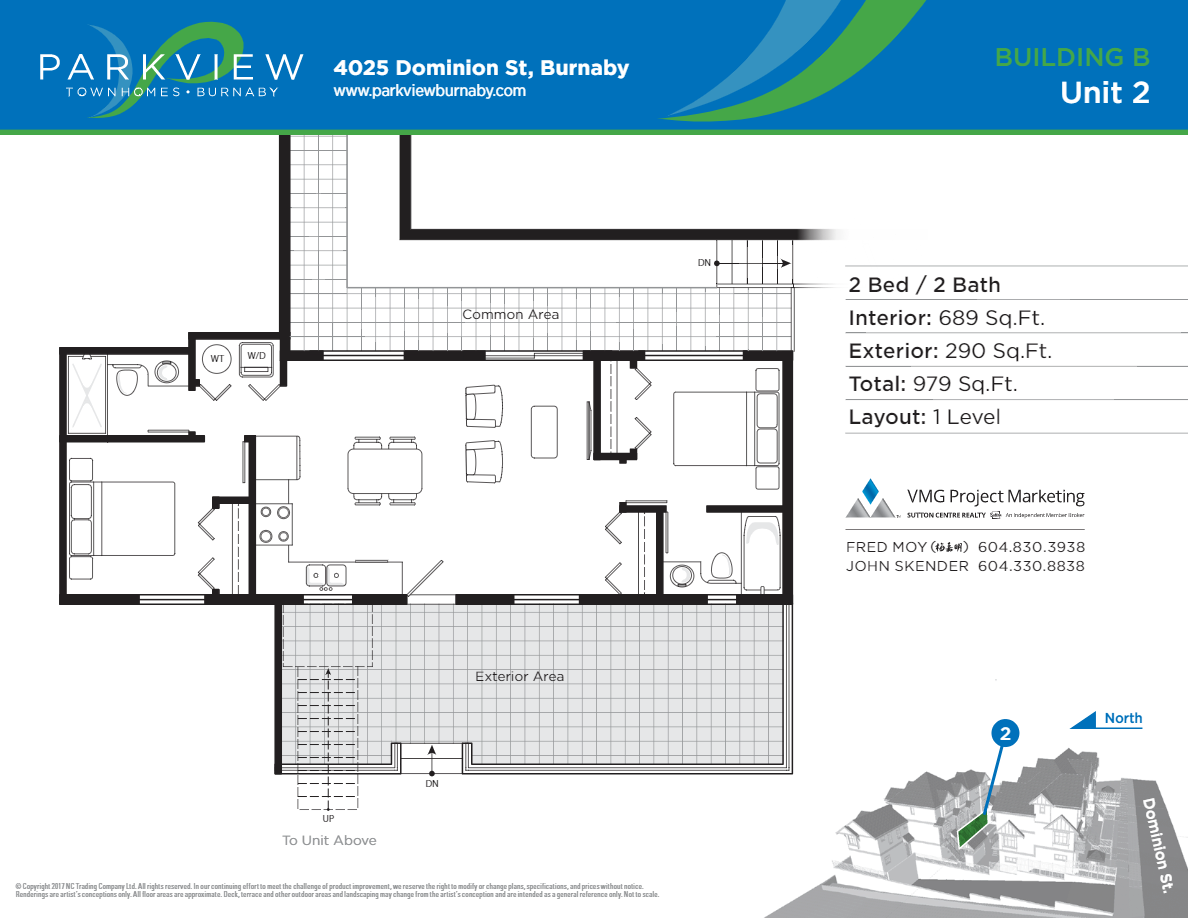 PARKVIEW
TOWNHOMES • BURNABY
4025 Dominion St, Burnaby
www.parkviewburnaby.com
BUILDING B
Unit 2
DN
Common Area
2 Bed / 2 Bath
Interior: 689 Sq.Ft.
Exterior: 290 Sq.Ft.
Total: 979 Sq.Ft.
Layout: 1 Level
WT
W/D
VMG Project Marketing
TM
SUTTON CENTRE REALTY An Independent Member Broker
FRED MOY (梅嘉明) 604.830.3938
JOHN SKENDER 604.330.8838
Exterior Area
DN
UP
To Unit Above
North
2
Dominion St.
© Copyright 2017 NC Trading Company Ltd. All rights reserved. In our continuing effort to meet the challenge of product improvement, we reserve the right to modify or change plans, specifications, and prices without notice.
Renderings are artist's conceptions only. All floor areas are approximate. Deck, terrace and other outdoor areas and landscaping may change from the artist's conception and are intended as a general reference only. Not to scale.